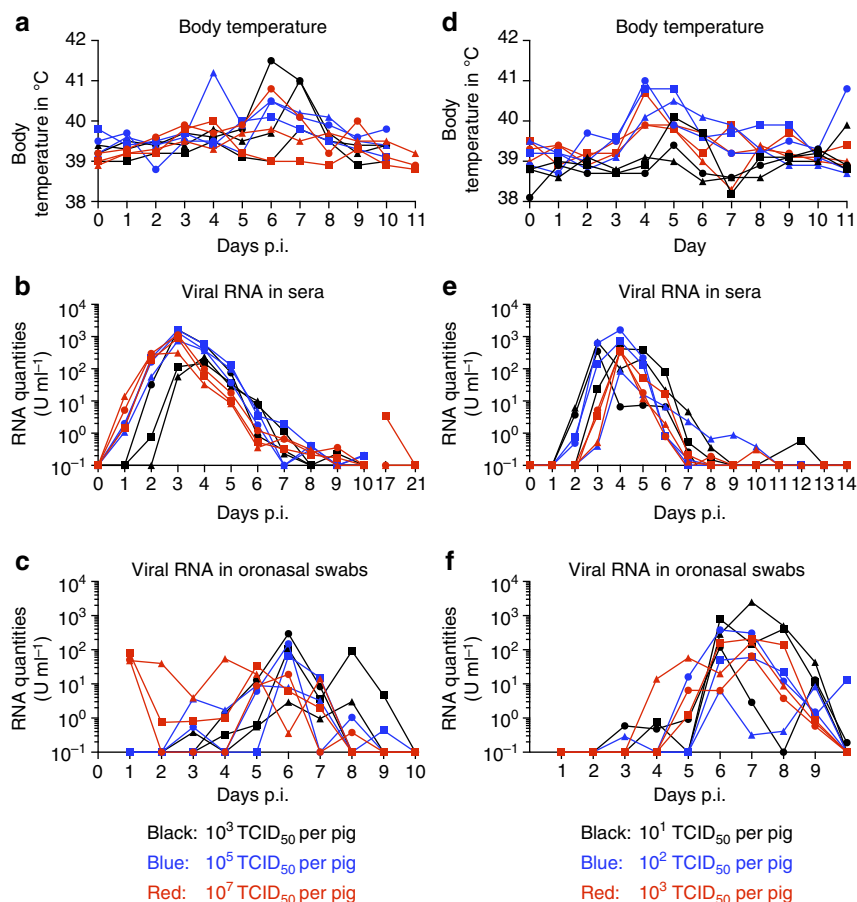 a Body temperature
Body temperature in °C
42
41
40
39
38
0 1 2 3 4 5 6 7 8 9 10 11
Days p.i.
b Viral RNA in sera
RNA quantities (U ml⁻¹)
10⁴
10³
10²
10¹
10⁰
10⁻¹
0 1 2 3 4 5 6 7 8 9 10 17 21
Days p.i.
c Viral RNA in oronasal swabs
RNA quantities (U ml⁻¹)
10⁴
10³
10²
10¹
10⁰
10⁻¹
0 1 2 3 4 5 6 7 8 9 10
Days p.i.
Black: 10³ TCID₅₀ per pig
Blue: 10⁵ TCID₅₀ per pig
Red: 10⁷ TCID₅₀ per pig
d Body temperature
Body temperature in °C
42
41
40
39
38
0 1 2 3 4 5 6 7 8 9 10 11
Day
e Viral RNA in sera
RNA quantities (U ml⁻¹)
10⁴
10³
10²
10¹
10⁰
10⁻¹
0 1 2 3 4 5 6 7 8 9 10 11 12 13 14
Days p.i.
f Viral RNA in oronasal swabs
RNA quantities (U ml⁻¹)
10⁴
10³
10²
10¹
10⁰
10⁻¹
1 2 3 4 5 6 7 8 9
Days p.i.
Black: 10¹ TCID₅₀ per pig
Blue: 10² TCID₅₀ per pig
Red: 10³ TCID₅₀ per pig